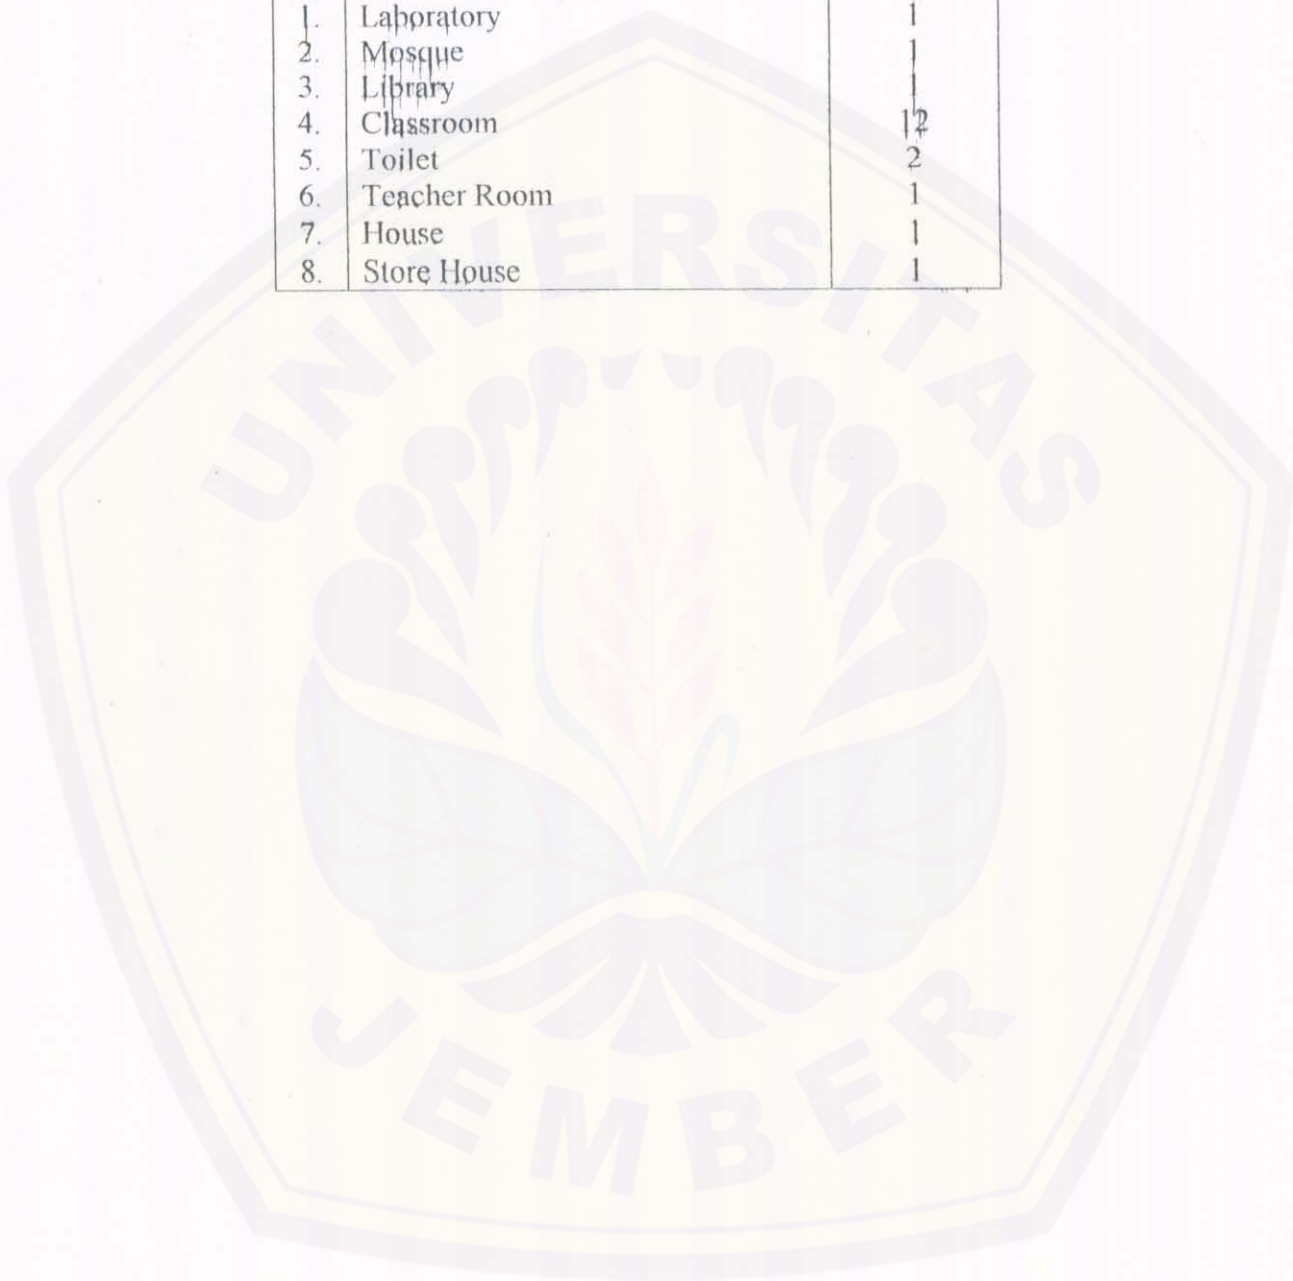 1. Laboratory 1
2. Mosque 1
3. Library 1
4. Classroom 12
5. Toilet 2
6. Teacher Room 1
7. House 1
8. Store House 1
UNIVERSITAS
JEMBER